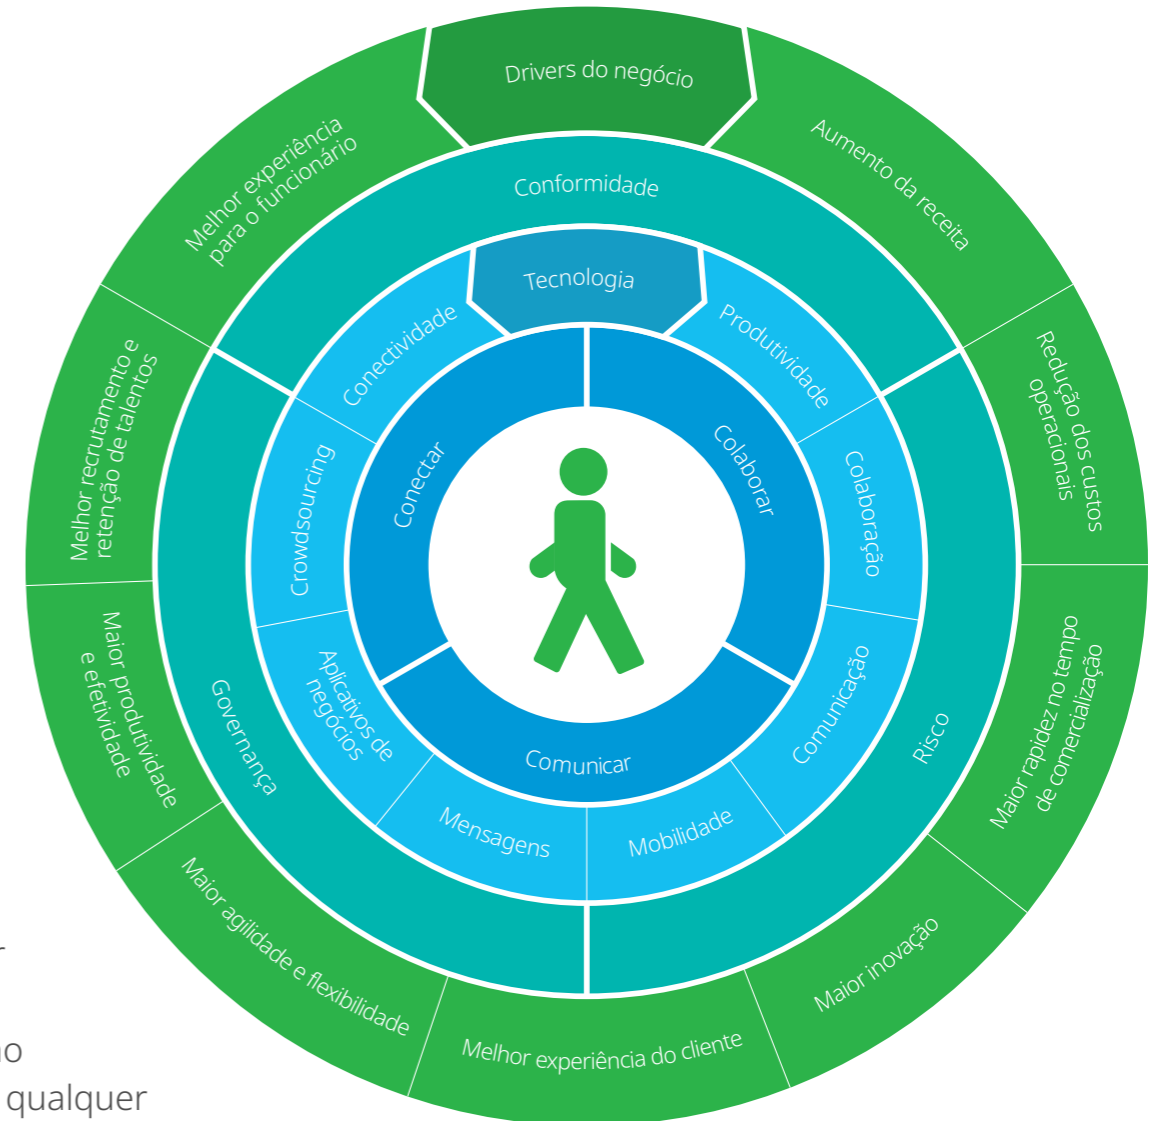 Drivers do negócio
Aumento da receita
Redução dos custos
operacionais
Maior rapidez no tempo
de comercialização
Maior inovação
Melhor experiência do cliente
Maior agilidade e flexibilidade
Maior produtividade
e efetividade
Melhor recrutamento e
retenção de talentos
Melhor experiência
para o funcionário
Conformidade
Risco
Governança
Tecnologia
Produtividade
Colaboração
Comunicação
Mobilidade
Mensagens
Aplicativos de
negócios
Crowdsourcing
Conectividade
Colaborar
Comunicar
Conectar
qualquer